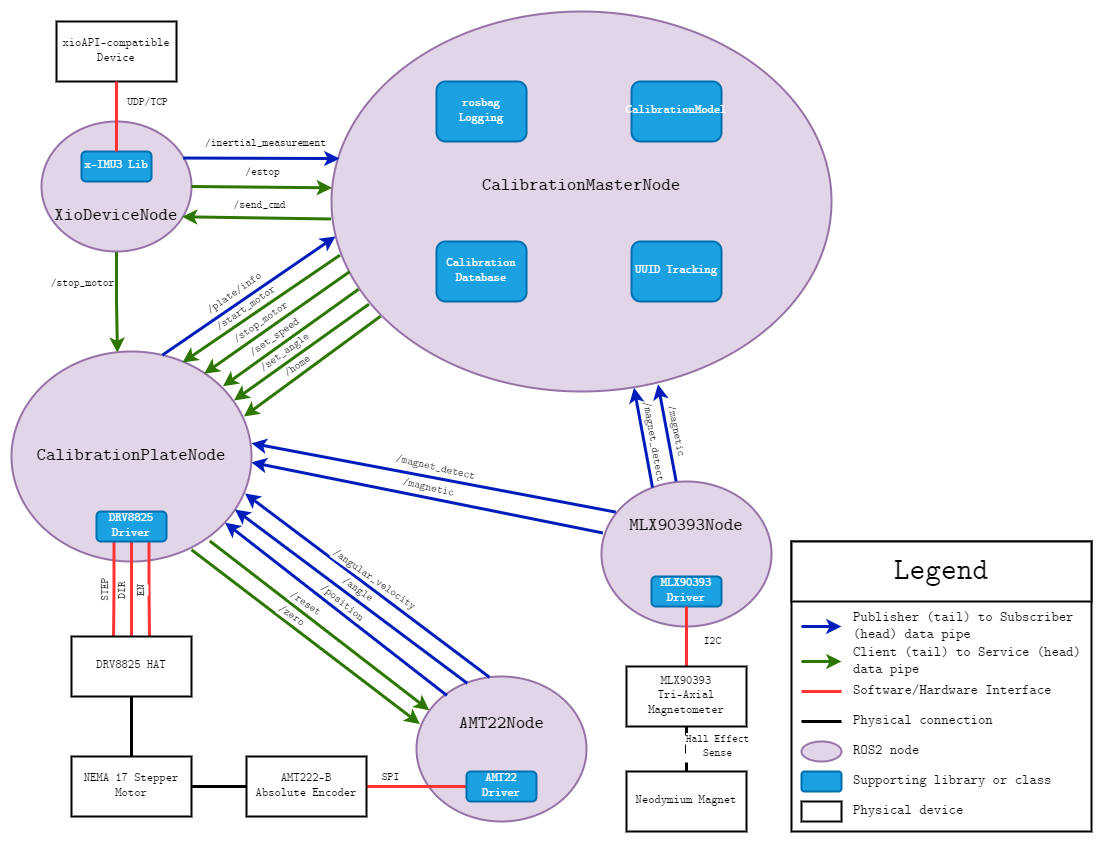 xioAPI-compatible
Device
UDP/TCP
x-IMU3 Lib
XioDeviceNode
/inertial_measurement
/estop
/send_cmd
/stop_motor
rosbag
Logging
CalibrationModel
CalibrationMasterNode
Calibration
Database
UUID Tracking
/plate/info
/start_motor
/stop_motor
/set_speed
/set_angle
/home
/magnet_detect
/magnetic
CalibrationPlateNode
/magnet_detect
/magnetic
DRV8825
Driver
STEP
DIR
EN
DRV8825 HAT
NEMA 17 Stepper
Motor
AMT222-B
Absolute Encoder
SPI
/angular_velocity
/angle
/position
/reset
/zero
AMT22Node
AMT22
Driver
MLX90393Node
MLX90393
Driver
I2C
MLX90393
Tri-Axial
Magnetometer
Hall Effect
Sense
Neodymium Magnet
Legend
Publisher (tail) to Subscriber
(head) data pipe
Client (tail) to Service (head)
data pipe
Software/Hardware Interface
Physical connection
ROS2 node
Supporting library or class
Physical device